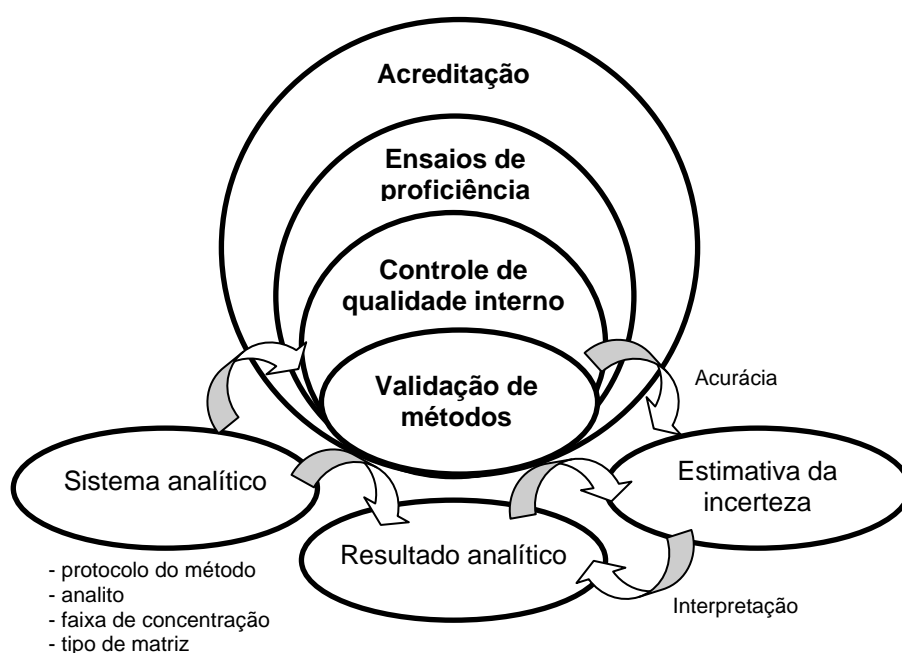 Acreditação
Ensaios de
proficiência
Controle de
qualidade interno
Validação de
métodos
Acurácia
Sistema analítico
Estimativa da
incerteza
Resultado analítico
- protocolo do método
- analito
- faixa de concentração
- tipo de matriz
Interpretação